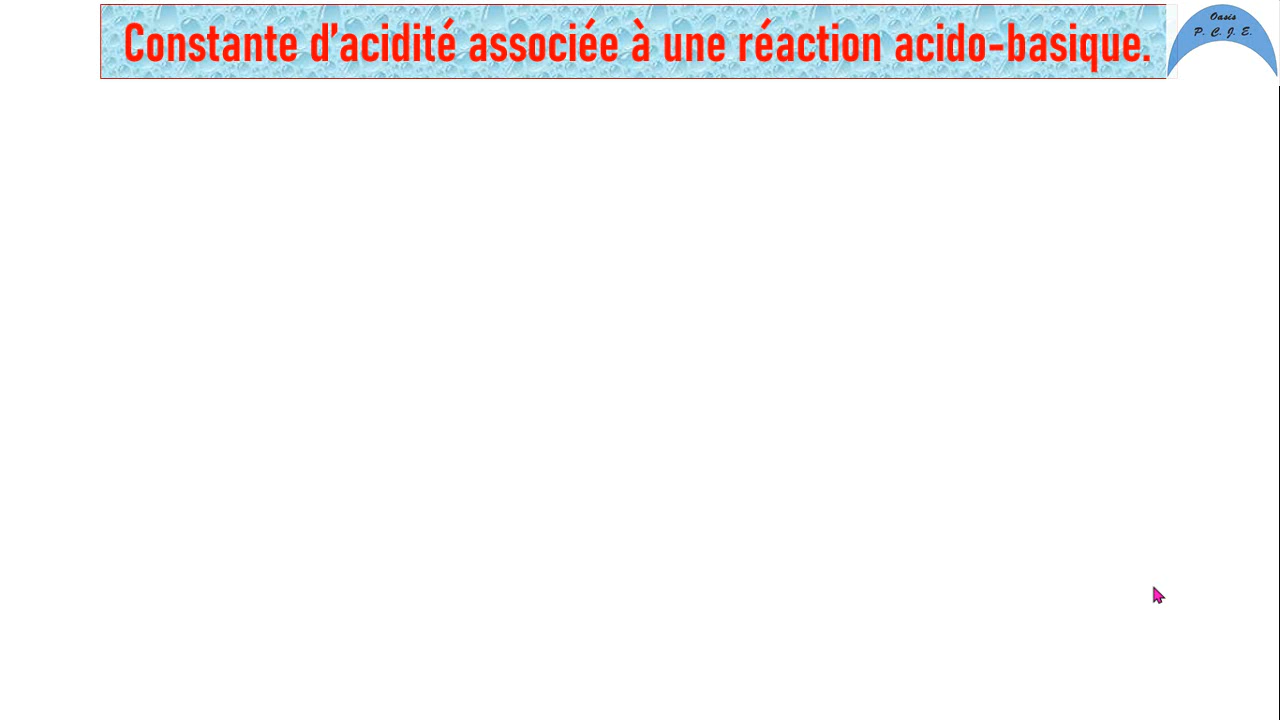 Constante d'acidité associée à une réaction acido-basique.
Oasis
P. C. J. E.